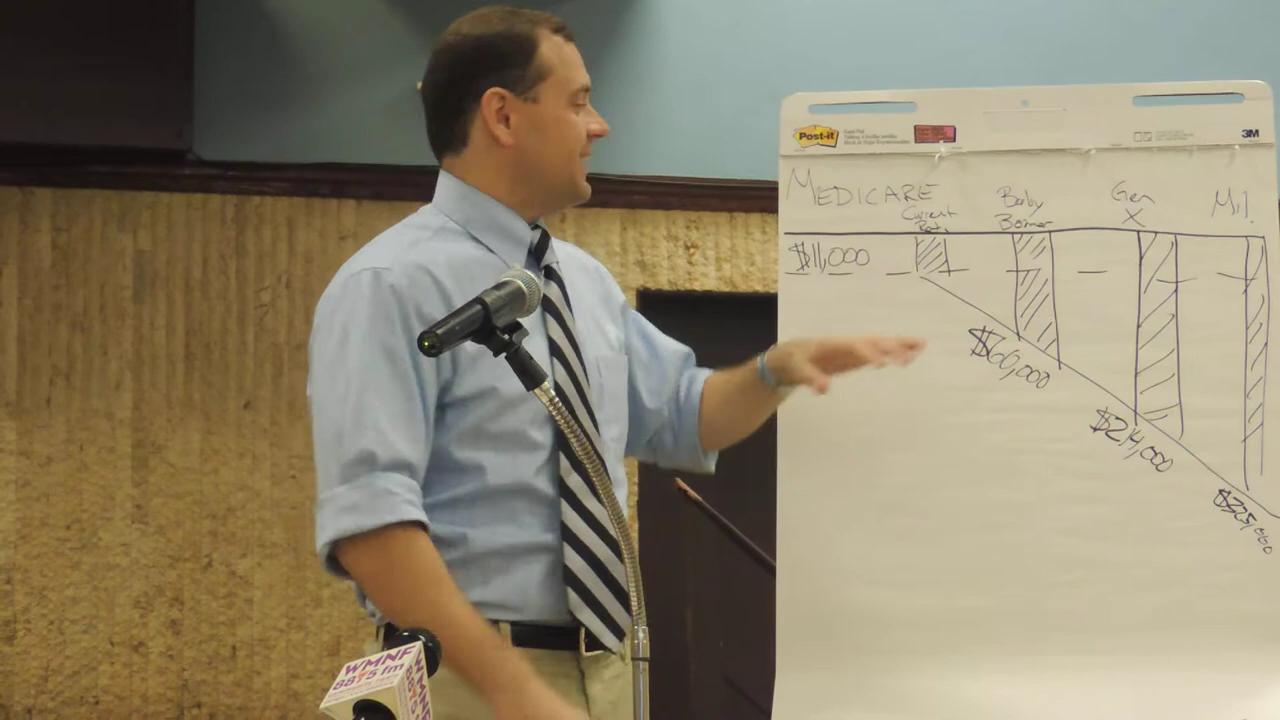 Post-it
3M
MEDICARE
Current
Ret.
Baby
Boomer
Gen
X
Mil.
$11,000
$60,000
$214,000
WMNF
88.5 fm
WMNF